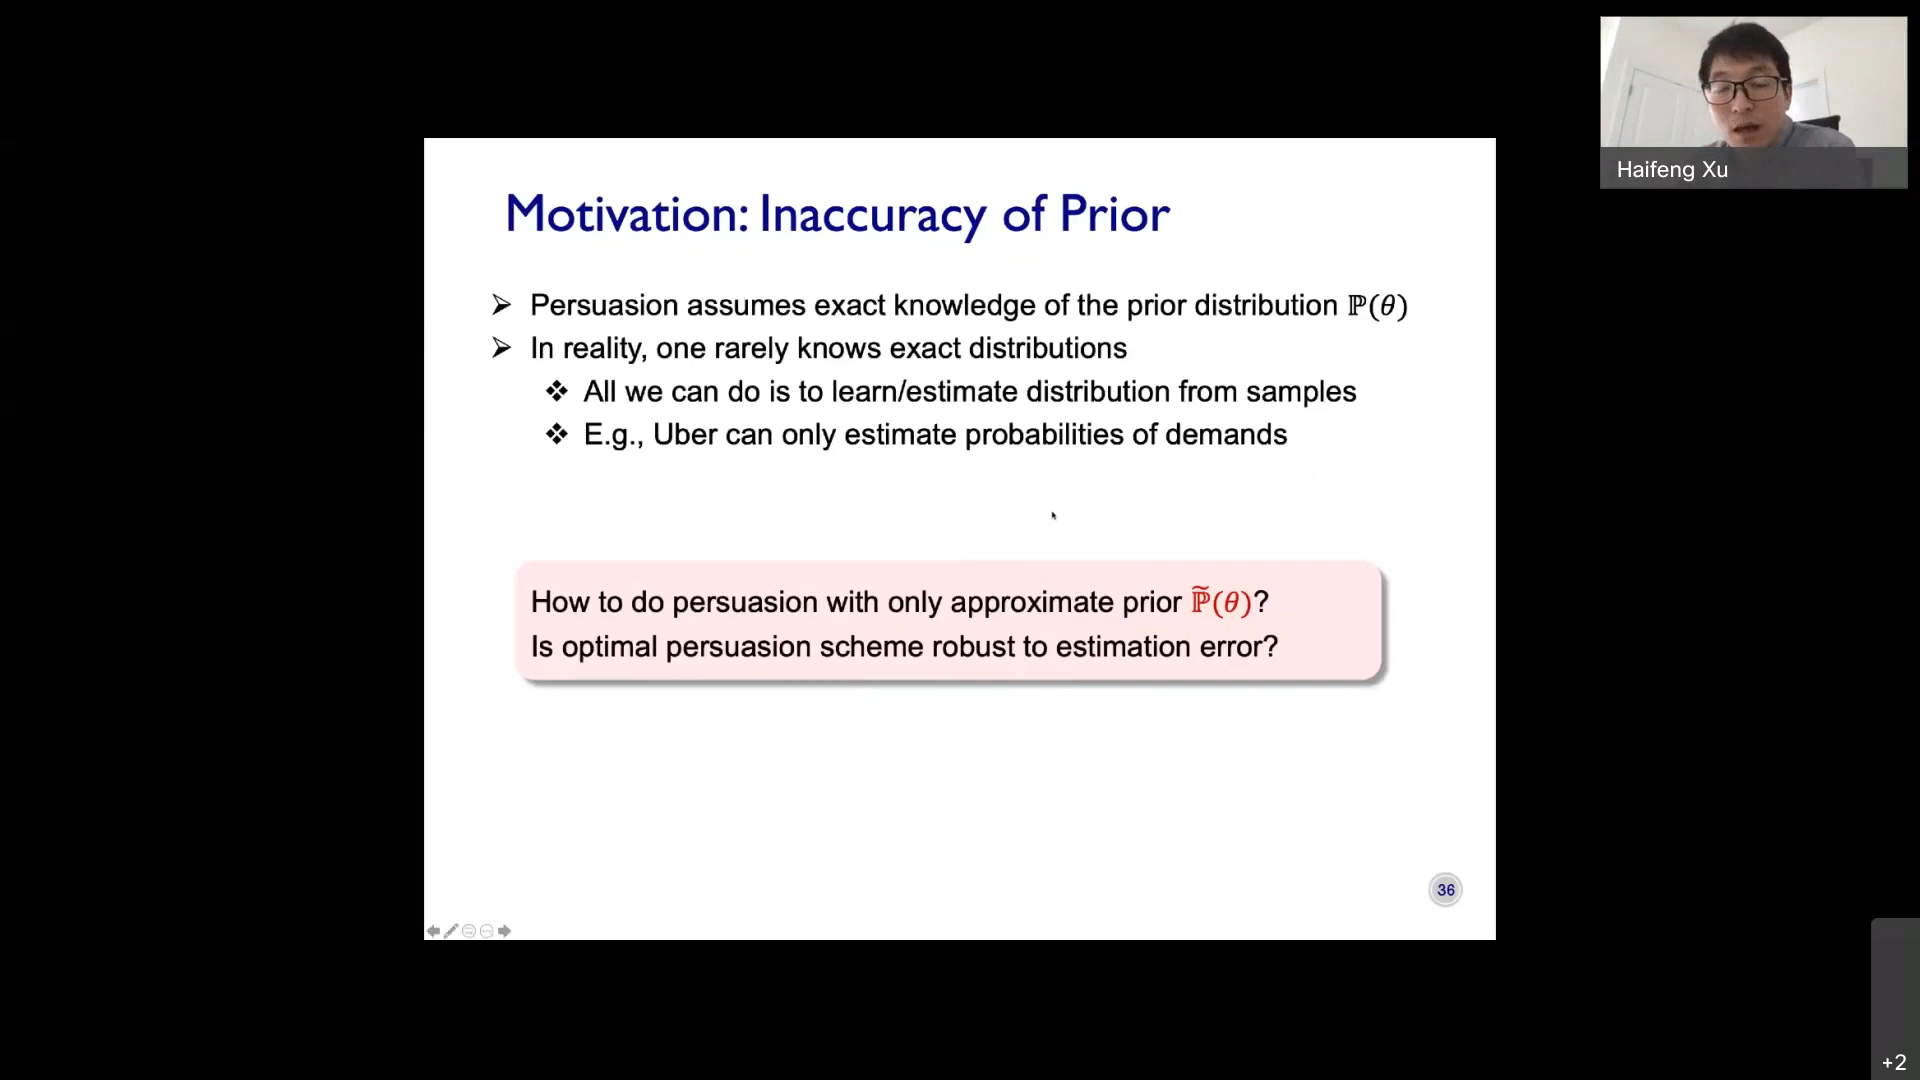 Haifeng Xu
Motivation: Inaccuracy of Prior
➢ Persuasion assumes exact knowledge of the prior distribution ℙ(𝜃)
➢ In reality, one rarely knows exact distributions
❖ All we can do is to learn/estimate distribution from samples
❖ E.g., Uber can only estimate probabilities of demands
How to do persuasion with only approximate prior ℙ̃(𝜃)?
Is optimal persuasion scheme robust to estimation error?
36
+2